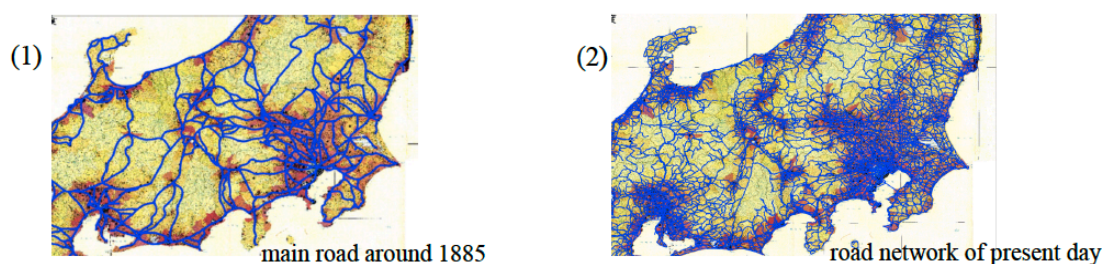 (1)
main road around 1885
(2)
road network of present day